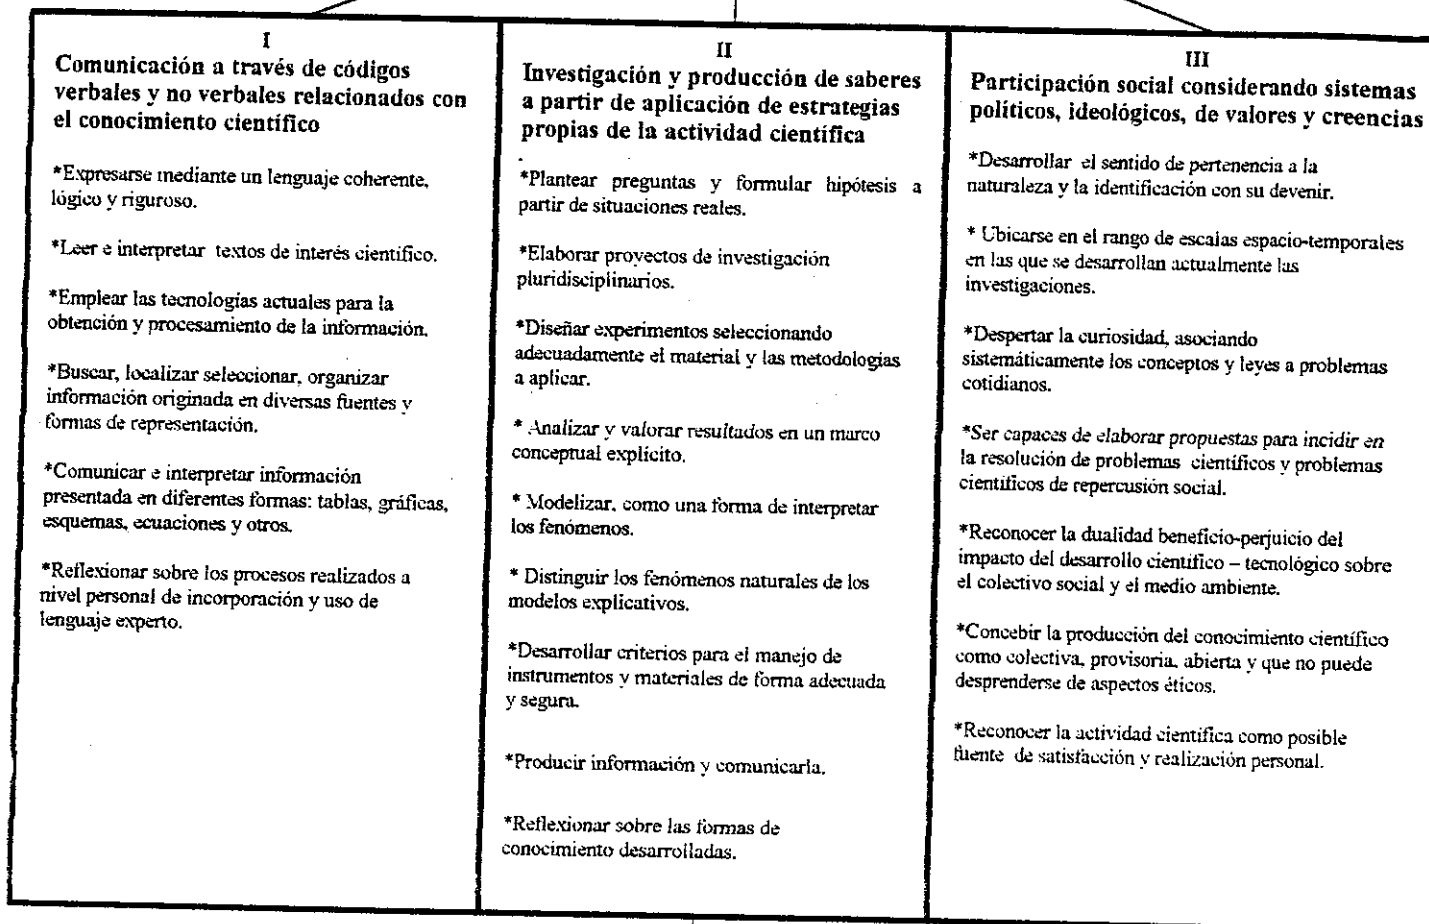 I
Comunicación a través de códigos
verbales y no verbales relacionados con
el conocimiento científico
*Expresarse mediante un lenguaje coherente,
lógico y riguroso.
*Leer e interpretar textos de interés científico.
*Emplear las tecnologías actuales para la
obtención y procesamiento de la información.
*Buscar, localizar seleccionar, organizar
información originada en diversas fuentes y
formas de representación.
*Comunicar e interpretar información
presentada en diferentes formas: tablas, gráficas,
esquemas, ecuaciones y otros.
*Reflexionar sobre los procesos realizados a
nivel personal de incorporación y uso de
lenguaje experto.
II
Investigación y producción de saberes
a partir de aplicación de estrategias
propias de la actividad científica
*Plantear preguntas y formular hipótesis a
partir de situaciones reales.
*Elaborar proyectos de investigación
pluridisciplinarios.
*Diseñar experimentos seleccionando
adecuadamente el material y las metodologías
a aplicar.
* Analizar y valorar resultados en un marco
conceptual explícito.
* Modelizar, como una forma de interpretar
los fenómenos.
* Distinguir los fenómenos naturales de los
modelos explicativos.
*Desarrollar criterios para el manejo de
instrumentos y materiales de forma adecuada
y segura.
*Producir información y comunicarla.
*Reflexionar sobre las formas de
conocimiento desarrolladas.
III
Participación social considerando sistemas
políticos, ideológicos, de valores y creencias
*Desarrollar el sentido de pertenencia a la
naturaleza y la identificación con su devenir.
* Ubicarse en el rango de escalas espacio-temporales
en las que se desarrollan actualmente las
investigaciones.
*Despertar la curiosidad, asociando
sistemáticamente los conceptos y leyes a problemas
cotidianos.
*Ser capaces de elaborar propuestas para incidir en
la resolución de problemas científicos y problemas
científicos de repercusión social.
*Reconocer la dualidad beneficio-perjuicio del
impacto del desarrollo científico – tecnológico sobre
el colectivo social y el medio ambiente.
*Concebir la producción del conocimiento científico
como colectiva, provisoria, abierta y que no puede
desprenderse de aspectos éticos.
*Reconocer la actividad científica como posible
fuente de satisfacción y realización personal.